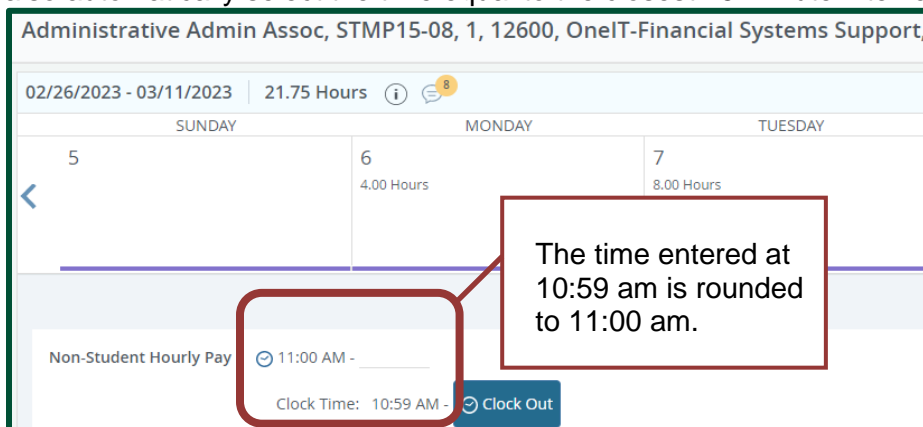 Administrative Admin Assoc, STMP15-08, 1, 12600, OneIT-Financial Systems Support,
02/26/2023 - 03/11/2023 21.75 Hours i 8
SUNDAY MONDAY TUESDAY
5 6 7
4.00 Hours 8.00 Hours
The time entered at
10:59 am is rounded
to 11:00 am.
Non-Student Hourly Pay 11:00 AM -
Clock Time: 10:59 AM - Clock Out